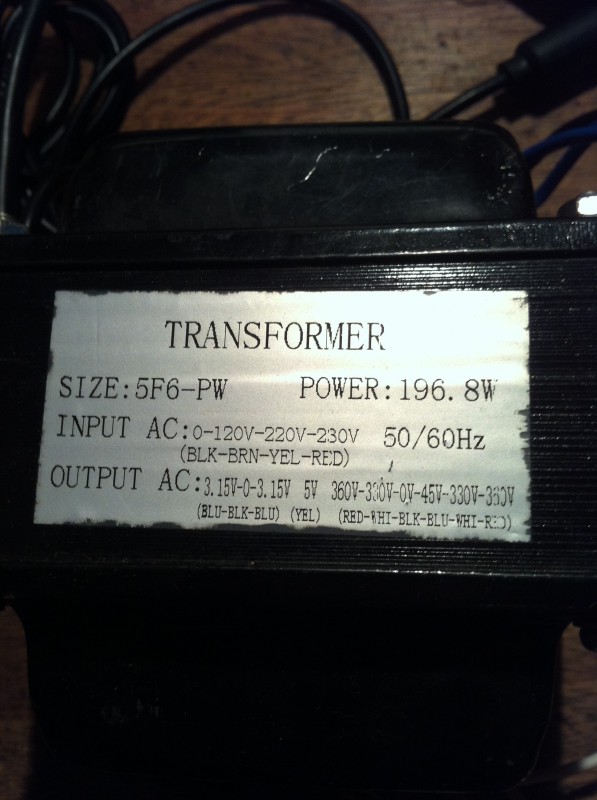 TRANSFORMER
SIZE:5F6-PW POWER:196.8W
INPUT AC:0-120V-220V-230V 50/60Hz
(BLK-BRN-YEL-RED)
OUTPUT AC:3.15V-0-3.15V 5V 360V-330V-0V-45V-330V-360V
(BLU-BLK-BLU) (YEL) (RED-WHI-BLK-BLU-WHI-RED)